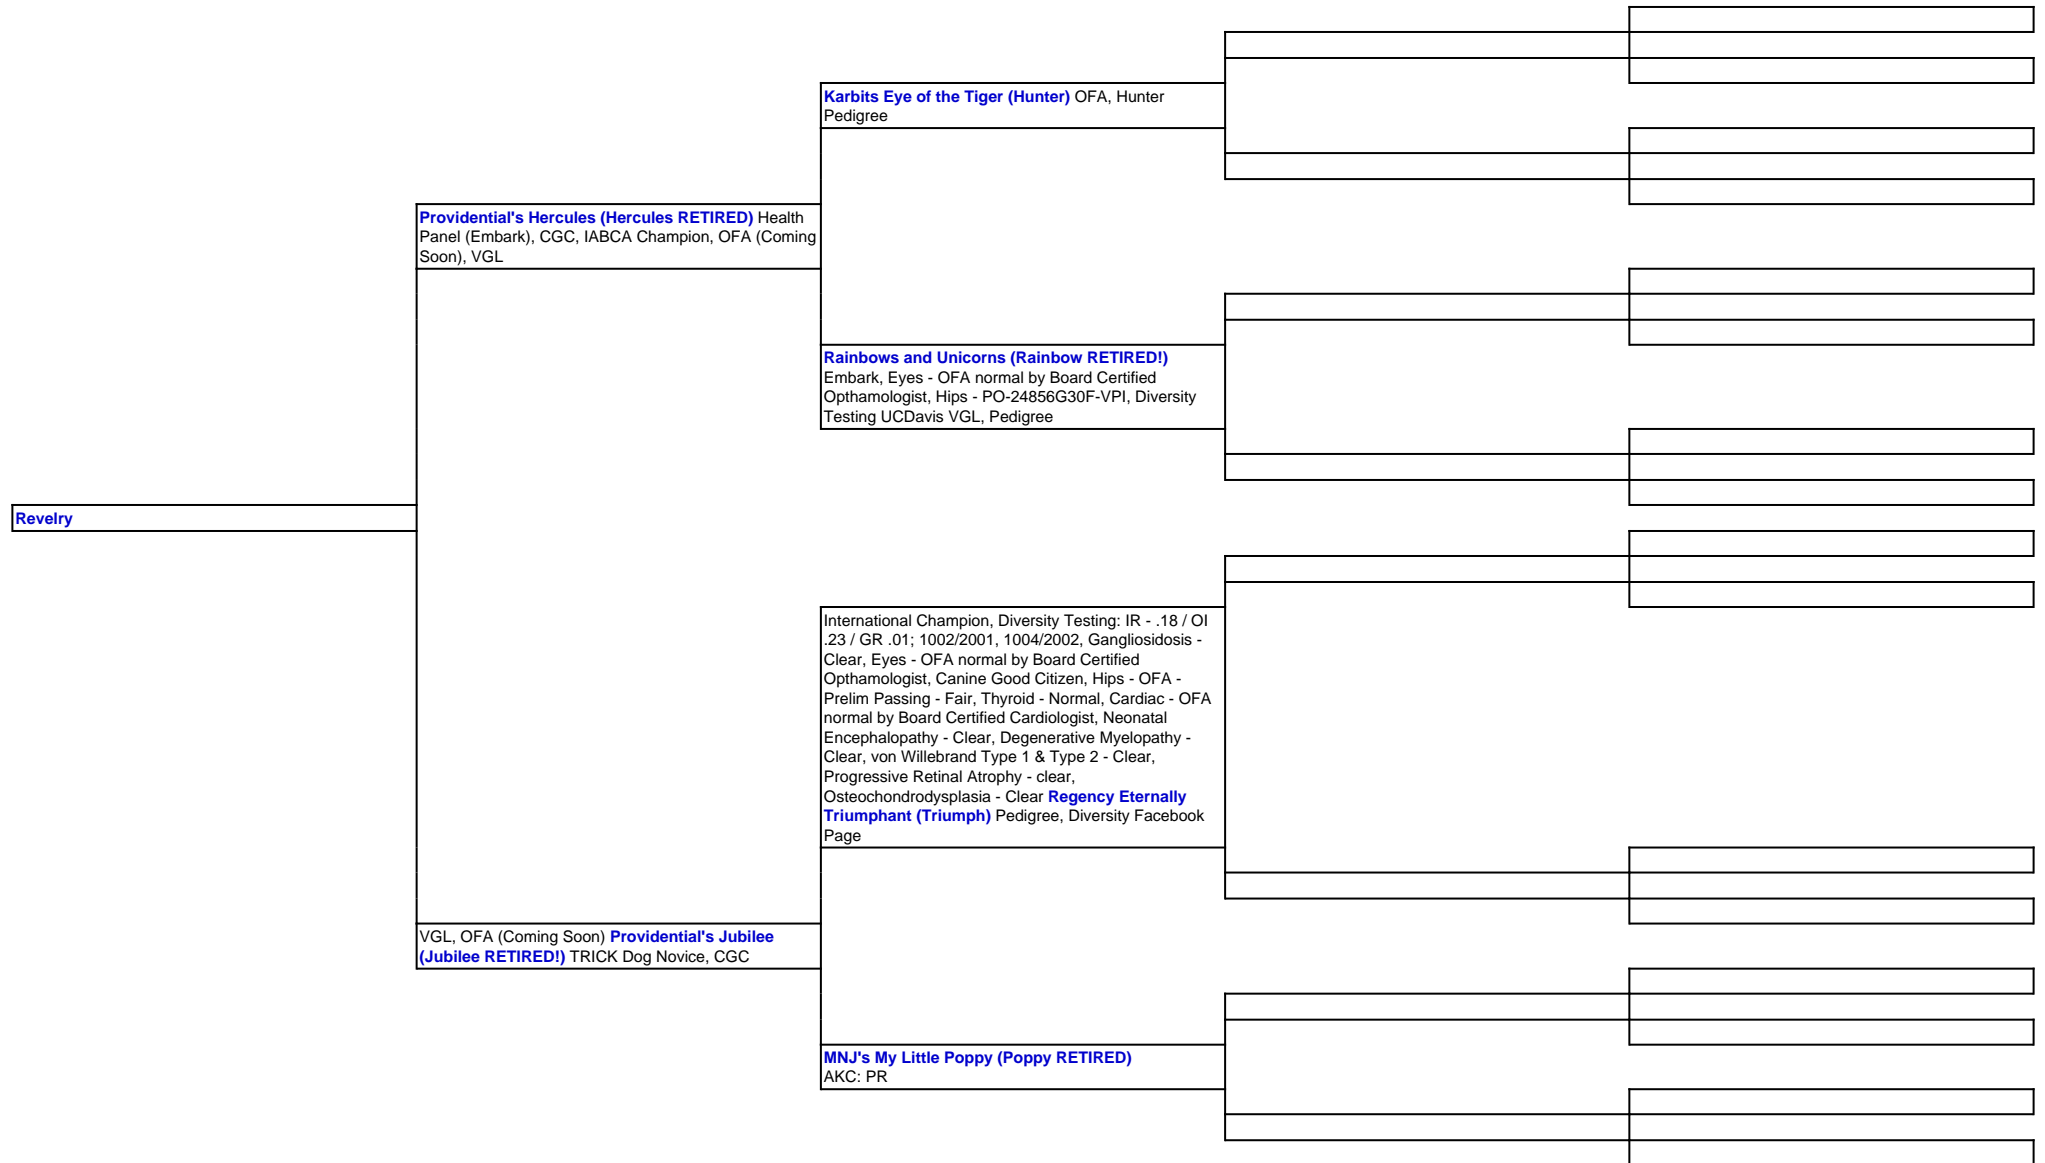 Karbits Eye of the Tiger (Hunter) OFA, Hunter
Pedigree
Providential's Hercules (Hercules RETIRED) Health
Panel (Embark), CGC, IABCA Champion, OFA (Coming
Soon), VGL
Rainbows and Unicorns (Rainbow RETIRED!)
Embark, Eyes - OFA normal by Board Certified
Opthamologist, Hips - PO-24856G30F-VPI, Diversity
Testing UCDavis VGL, Pedigree
Revelry
International Champion, Diversity Testing: IR - .18 / OI
.23 / GR .01; 1002/2001, 1004/2002, Gangliosidosis -
Clear, Eyes - OFA normal by Board Certified
Opthamologist, Canine Good Citizen, Hips - OFA -
Prelim Passing - Fair, Thyroid - Normal, Cardiac - OFA
normal by Board Certified Cardiologist, Neonatal
Encephalopathy - Clear, Degenerative Myelopathy -
Clear, von Willebrand Type 1 & Type 2 - Clear,
Progressive Retinal Atrophy - clear,
Osteochondrodysplasia - Clear Regency Eternally
Triumphant (Triumph) Pedigree, Diversity Facebook
Page
VGL, OFA (Coming Soon) Providential's Jubilee
(Jubilee RETIRED!) TRICK Dog Novice, CGC
MNJ's My Little Poppy (Poppy RETIRED)
AKC: PR